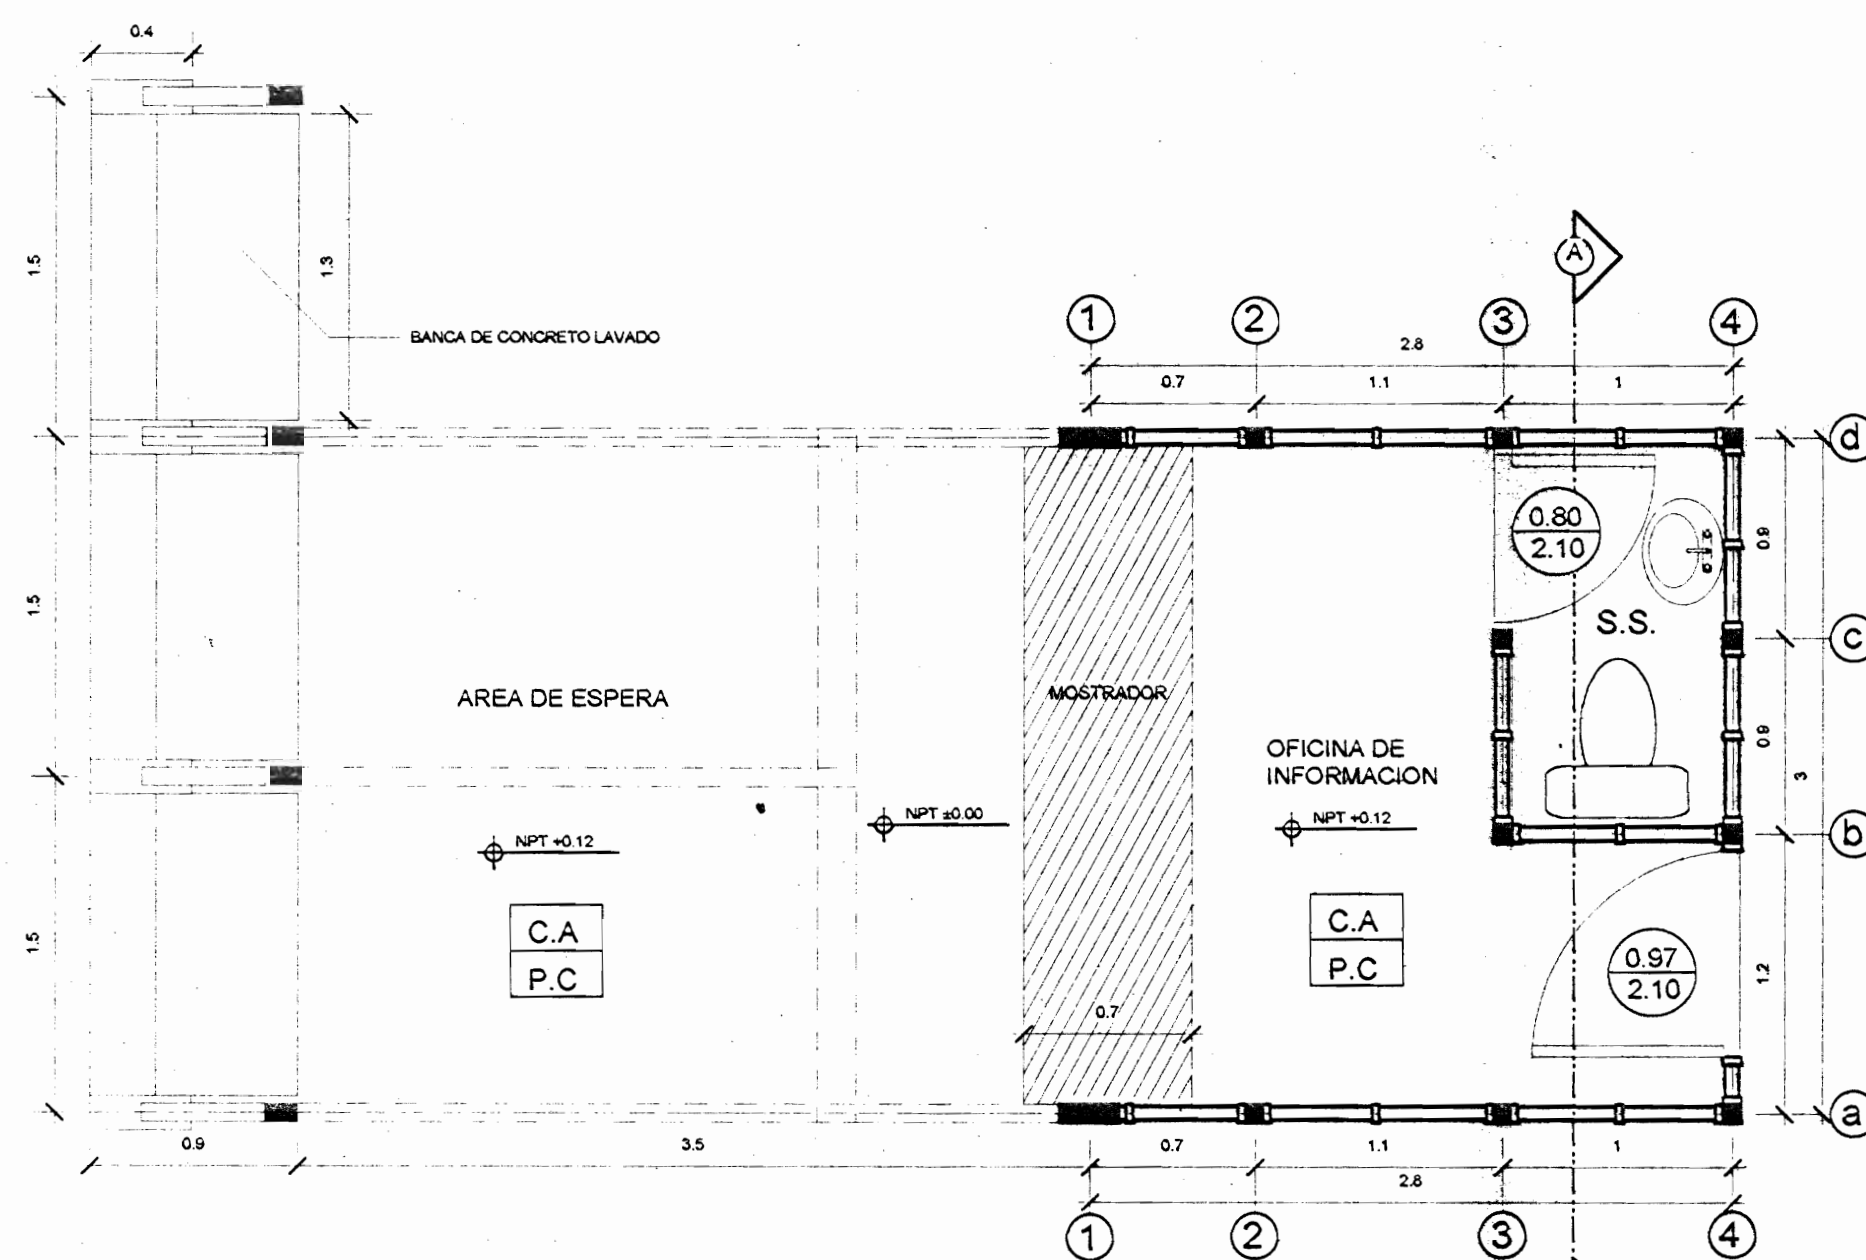 0.4
1.5
1.3
BANCA DE CONCRETO LAVADO
A
1
2
3
4
2.8
0.7
1.1
1
d
0.80
2.10
0.9
1.5
S.S.
c
AREA DE ESPERA
MOSTRADOR
OFICINA DE
INFORMACION
0.9
3
NPT +0.12
NPT ±0.00
NPT +0.12
b
C.A
P.C
C.A
P.C
1.5
0.97
2.10
1.2
0.7
a
0.9
3.5
0.7
1.1
1
2.8
1
2
3
4